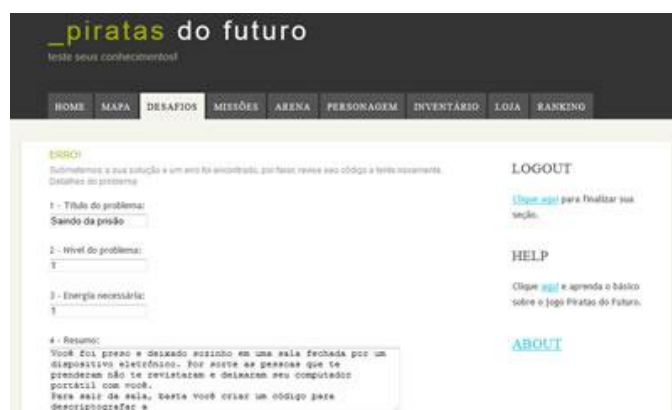 _piratas do futuro
teste seus conhecimentos!
HOME MAPA DESAFIOS MISSÕES ARENA PERSONAGEM INVENTÁRIO LOJA RANKING
ERRO!
Submetemos a sua solução e um erro foi encontrado, por favor revise seu código e tente novamente.
Detalhes do problema
1 - Título do problema:
Saindo da prisão
2 - Nível do problema:
1
3 - Energia necessária:
1
4 - Resumo:
Você foi preso e deixado sozinho em uma sala fechada por um
dispositivo eletrônico. Por sorte as pessoas que te
prenderam não te revistaram e deixaram seu computador
portátil com você.
Para sair da sala, basta você criar um código para
descriptografar a
LOGOUT
Clique aqui para finalizar sua
seção.
HELP
Clique aqui e aprenda o básico
sobre o jogo Piratas do Futuro.
ABOUT